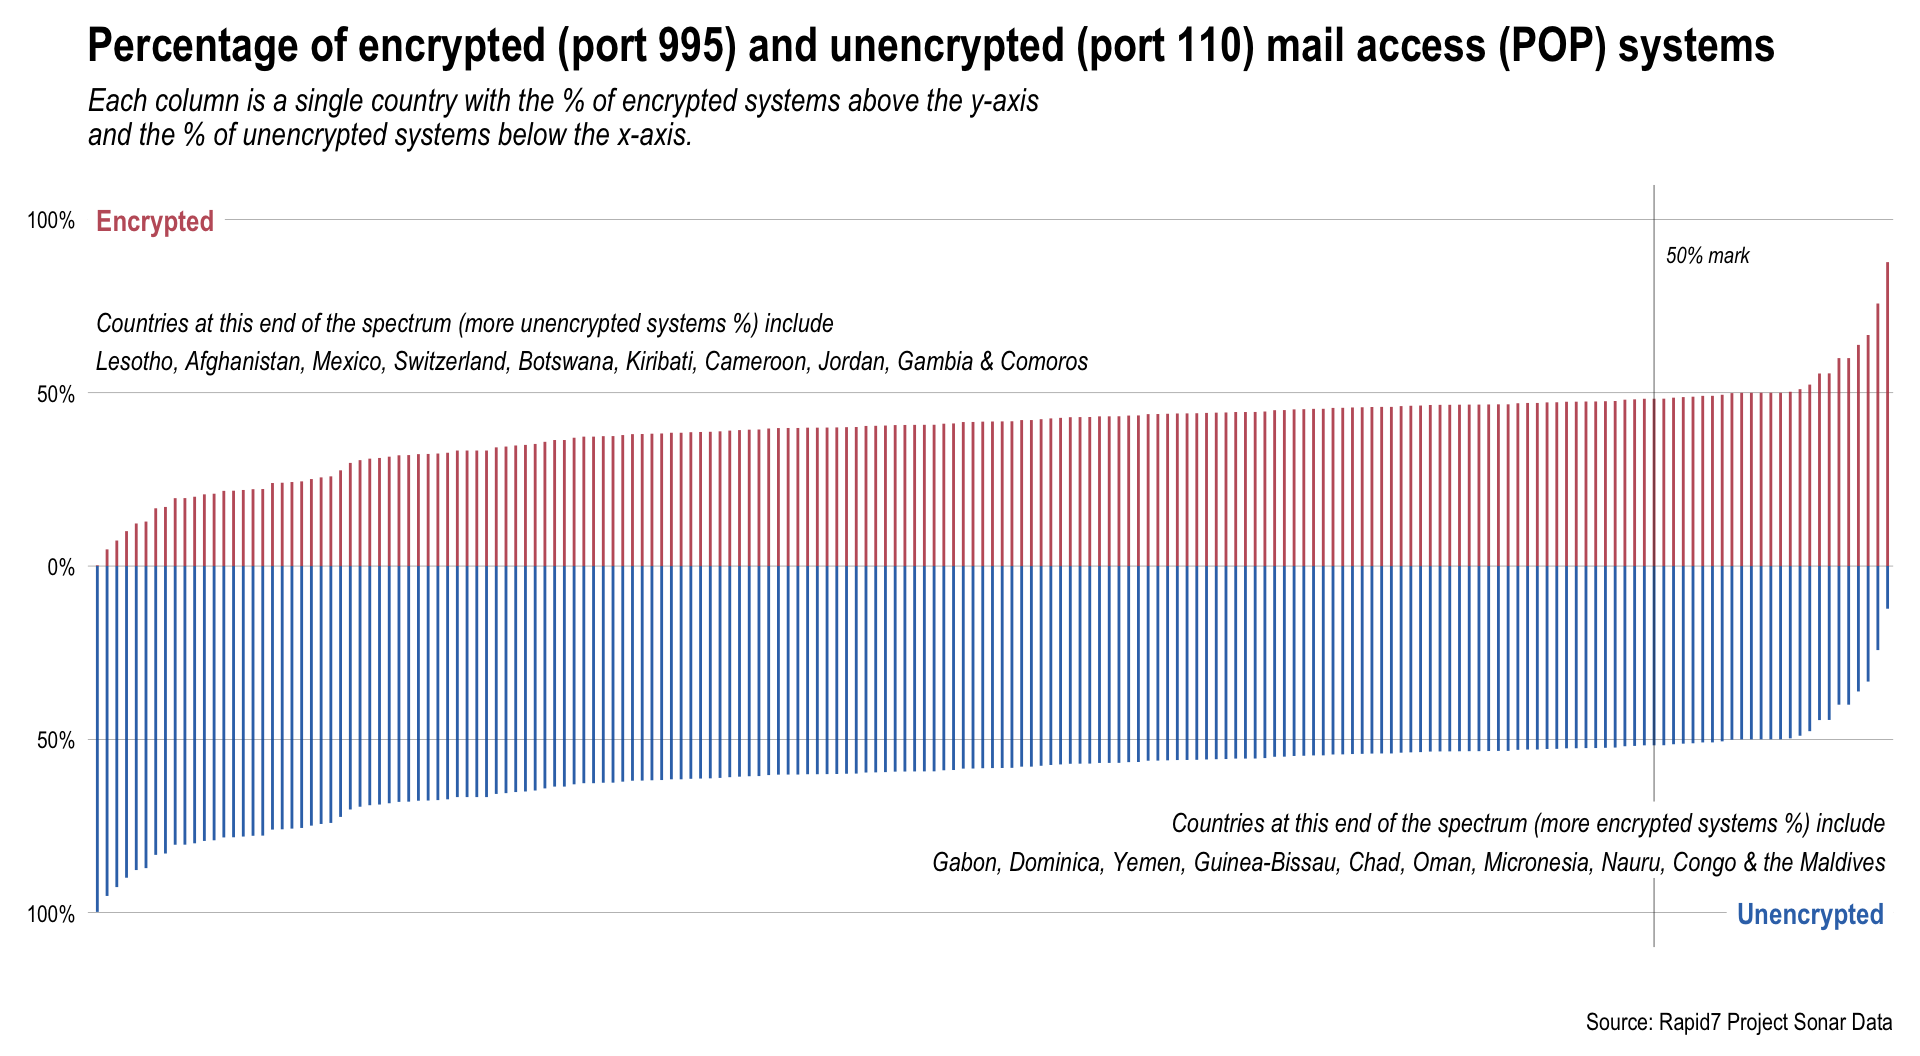 Percentage of encrypted (port 995) and unencrypted (port 110) mail access (POP) systems
Each column is a single country with the % of encrypted systems above the y-axis
and the % of unencrypted systems below the x-axis.
100%
Encrypted
50% mark
Countries at this end of the spectrum (more unencrypted systems %) include
Lesotho, Afghanistan, Mexico, Switzerland, Botswana, Kiribati, Cameroon, Jordan, Gambia & Comoros
50%
0%
50%
Countries at this end of the spectrum (more encrypted systems %) include
Gabon, Dominica, Yemen, Guinea-Bissau, Chad, Oman, Micronesia, Nauru, Congo & the Maldives
100%
Unencrypted
Source: Rapid7 Project Sonar Data